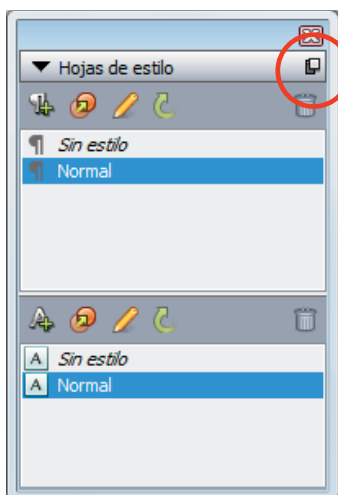 Hojas de estilo
Sin estilo
Normal
A Sin estilo
A Normal